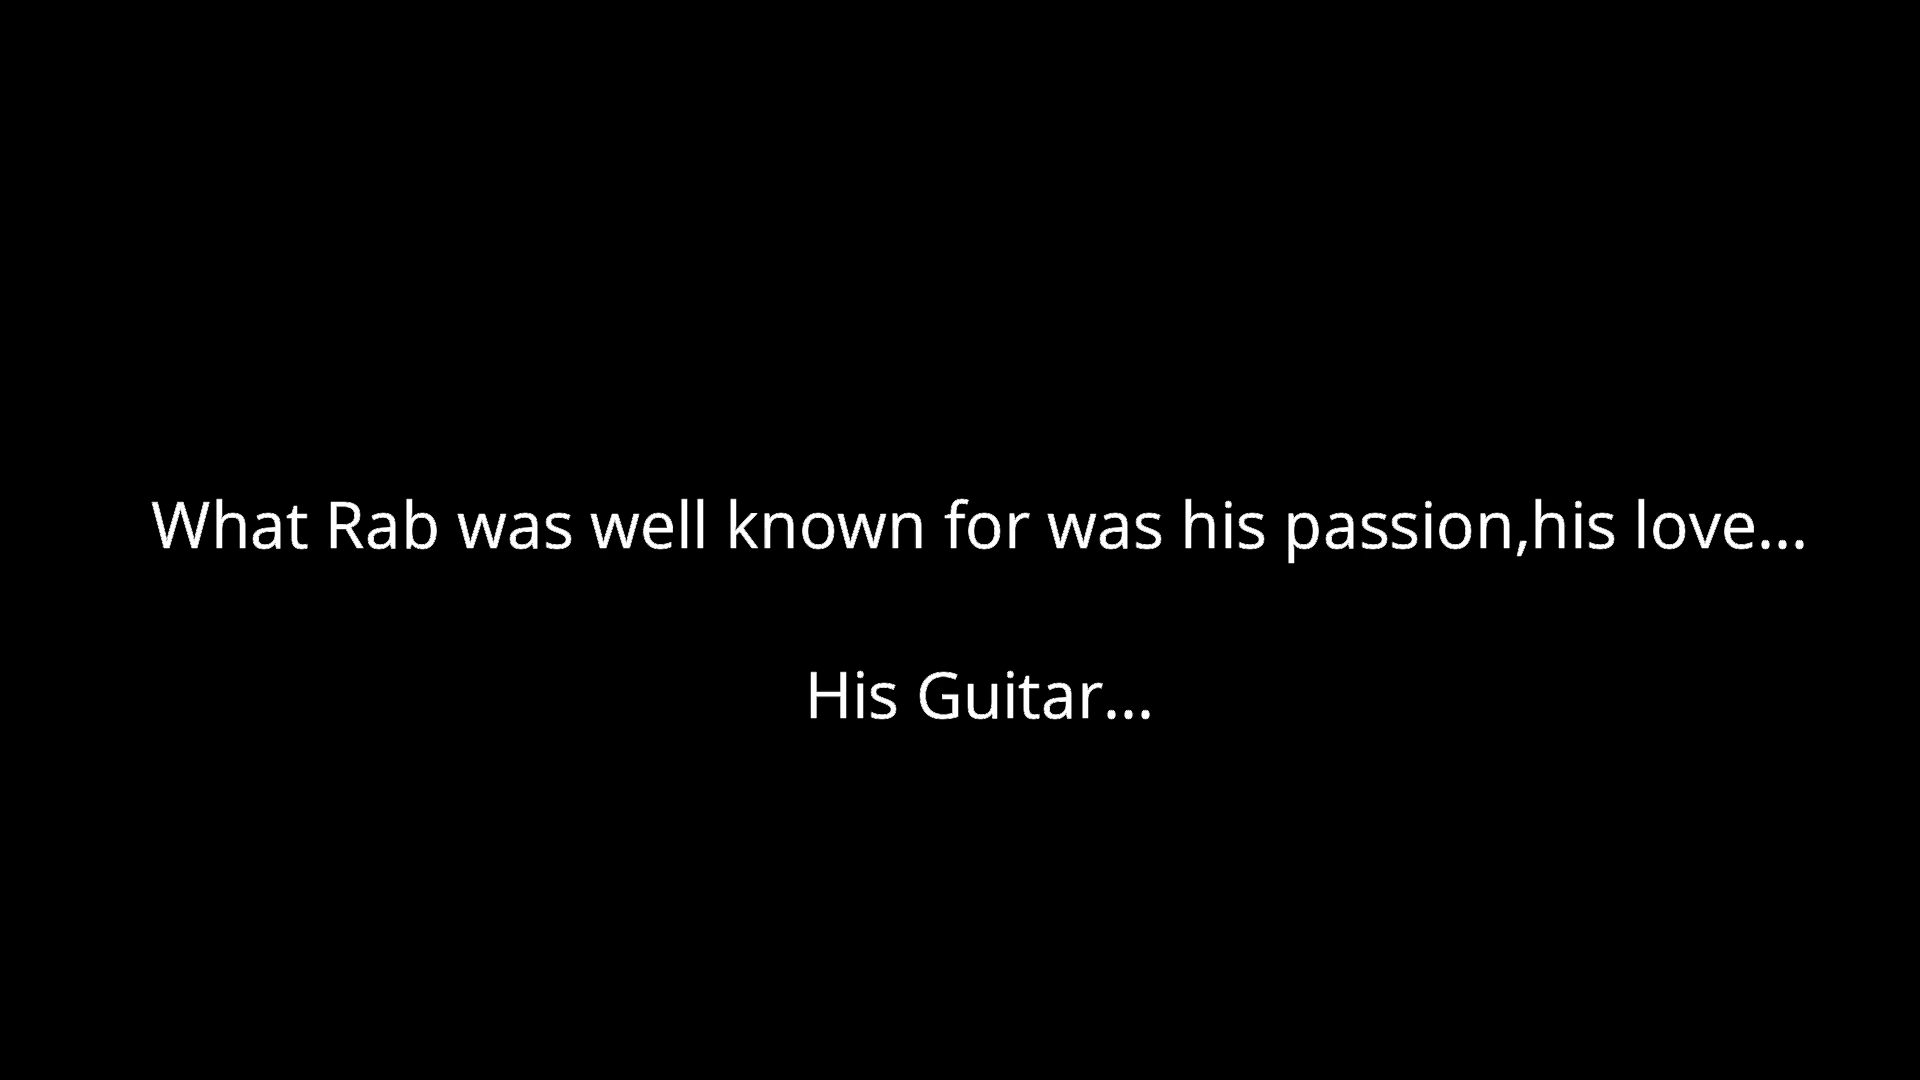 What Rab was well known for was his passion,his love...
His Guitar...